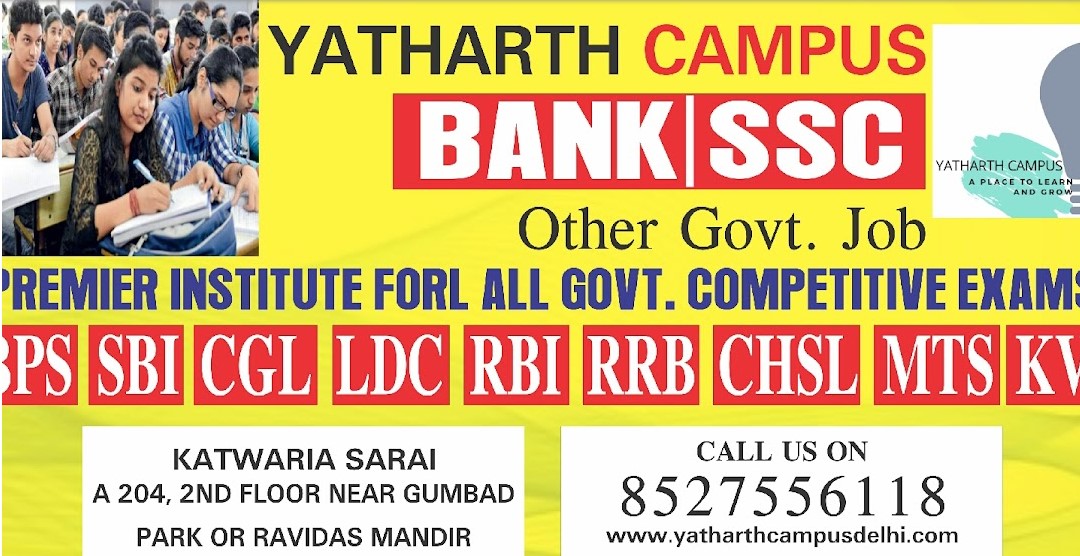 YATHARTH CAMPUS
BANK|SSC
Other Govt. Job
YATHARTH CAMPUS
A PLACE TO LEARN
AND GROW
PREMIER INSTITUTE FORL ALL GOVT. COMPETITIVE EXAMS
BPS SBI CGL LDC RBI RRB CHSL MTS KV
KATWARIA SARAI
A 204, 2ND FLOOR NEAR GUMBAD
PARK OR RAVIDAS MANDIR
CALL US ON
8527556118
www.yatharthcampusdelhi.com